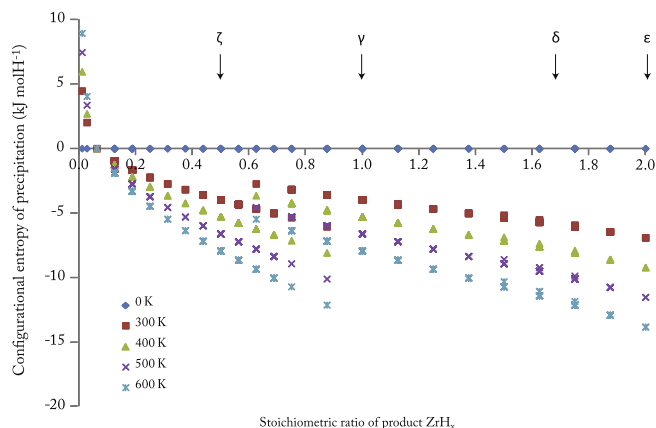 10
ζ
γ
δ
ε
5
0
0.0
0.2
0.4
0.6
0.8
1.0
1.2
1.4
1.6
1.8
2.0
-5
-10
-15
-20
Configurational entropy of precipitation (kJ molH⁻¹)
0 K
300 K
400 K
500 K
600 K
Stoichiometric ratio of product ZrHₓ